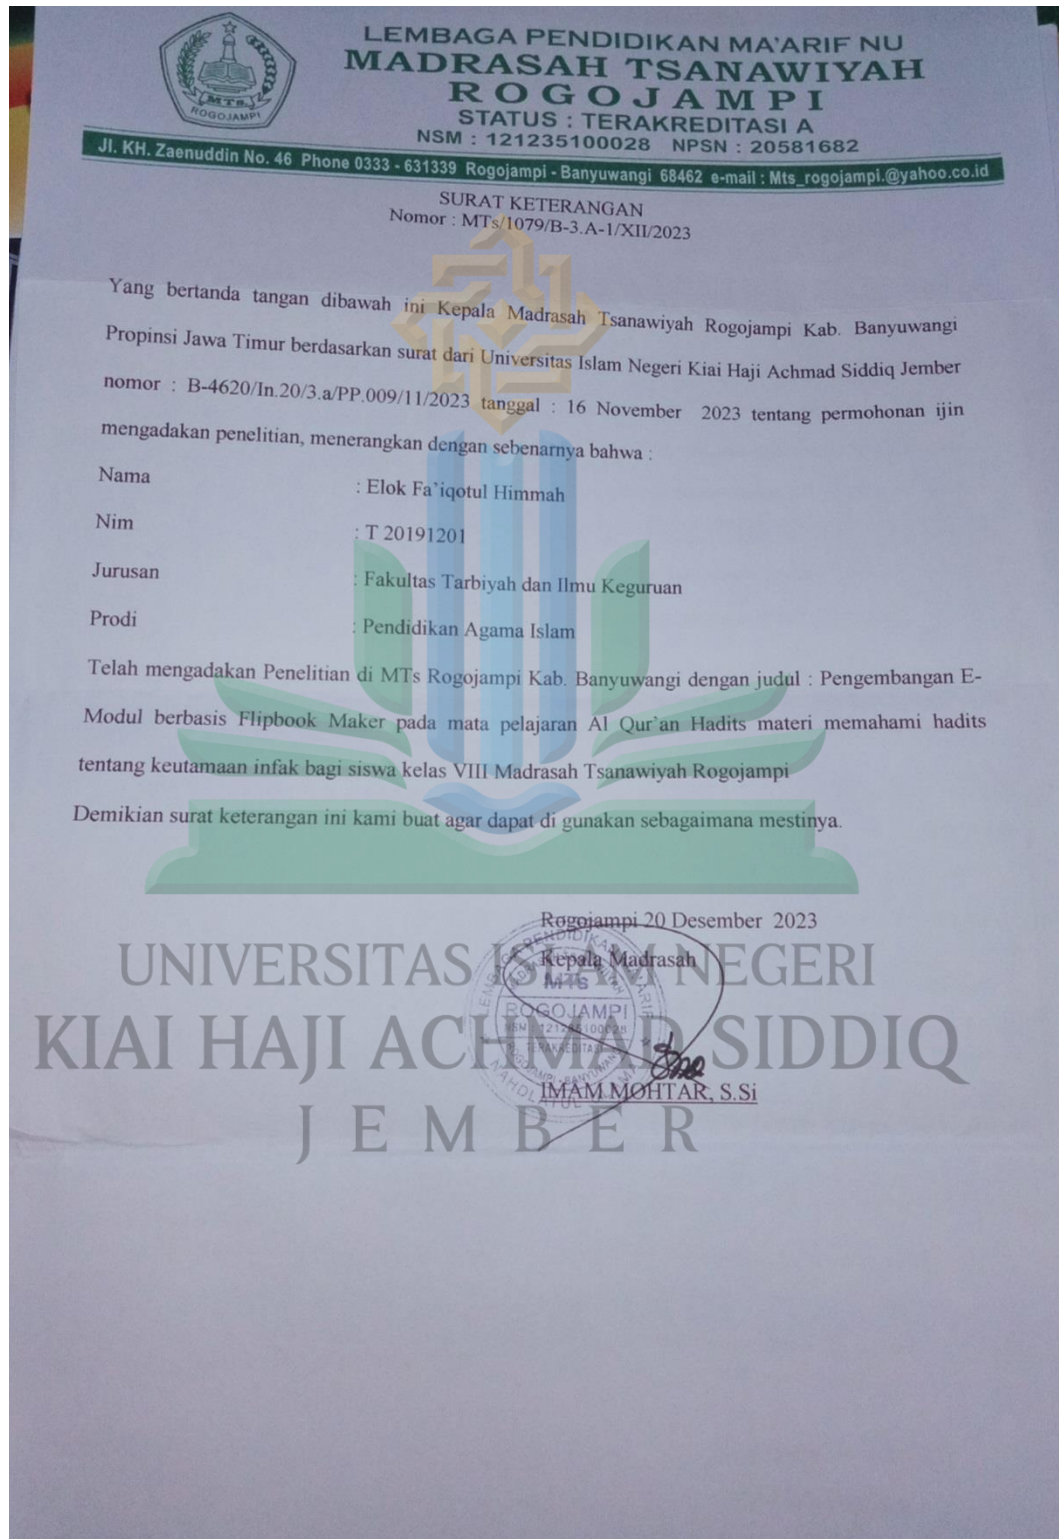 LEMBAGA PENDIDIKAN MA'ARIF NU
MADRASAH TSANAWIYAH
ROGOJAMPI
STATUS : TERAKREDITASI A
NSM : 121235100028 NPSN : 20581682
MTs.
ROGOJAMPI
Jl. KH. Zaenuddin No. 46 Phone 0333 - 631339 Rogojampi - Banyuwangi 68462 e-mail : Mts_rogojampi.@yahoo.co.id
SURAT KETERANGAN
Nomor : MTs/1079/B-3.A-1/XII/2023
Yang bertanda tangan dibawah ini Kepala Madrasah Tsanawiyah Rogojampi Kab. Banyuwangi
Propinsi Jawa Timur berdasarkan surat dari Universitas Islam Negeri Kiai Haji Achmad Siddiq Jember
nomor : B-4620/In.20/3.a/PP.009/11/2023 tanggal : 16 November 2023 tentang permohonan ijin
mengadakan penelitian, menerangkan dengan sebenarnya bahwa :
Nama : Elok Fa`iqotul Himmah
Nim : T 20191201
Jurusan : Fakultas Tarbiyah dan Ilmu Keguruan
Prodi : Pendidikan Agama Islam
Telah mengadakan Penelitian di MTs Rogojampi Kab. Banyuwangi dengan judul : Pengembangan E-
Modul berbasis Flipbook Maker pada mata pelajaran Al Qur'an Hadits materi memahami hadits
tentang keutamaan infak bagi siswa kelas VIII Madrasah Tsanawiyah Rogojampi
Demikian surat keterangan ini kami buat agar dapat di gunakan sebagaimana mestinya.
Rogojampi 20 Desember 2023
Kepala Madrasah
LEMBAGA PENDIDIKAN MA'ARIF
MTS
ROGOJAMPI
NSM : 121235100028
TERAKREDITASI
ROGOJAMPI - BANYUWANGI
IMAM MOHTAR, S.Si
UNIVERSITAS ISLAM NEGERI
KIAI HAJI ACHMAD SIDDIQ
JEMBER